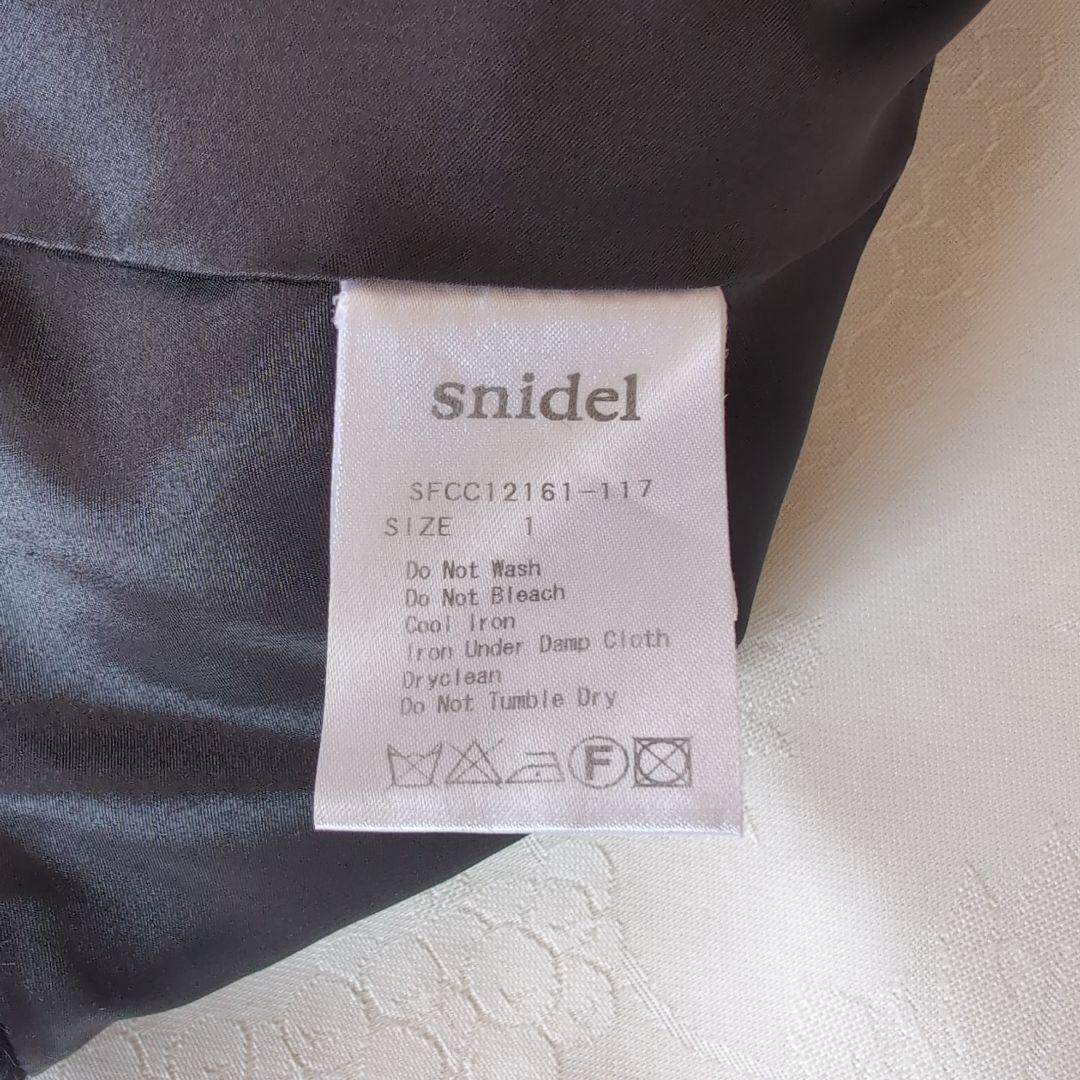 snidel
SFCC12161-117
SIZE 1
Do Not Wash
Do Not Bleach
Cool Iron
Iron Under Damp Cloth
Dryclean
Do Not Tumble Dry
F